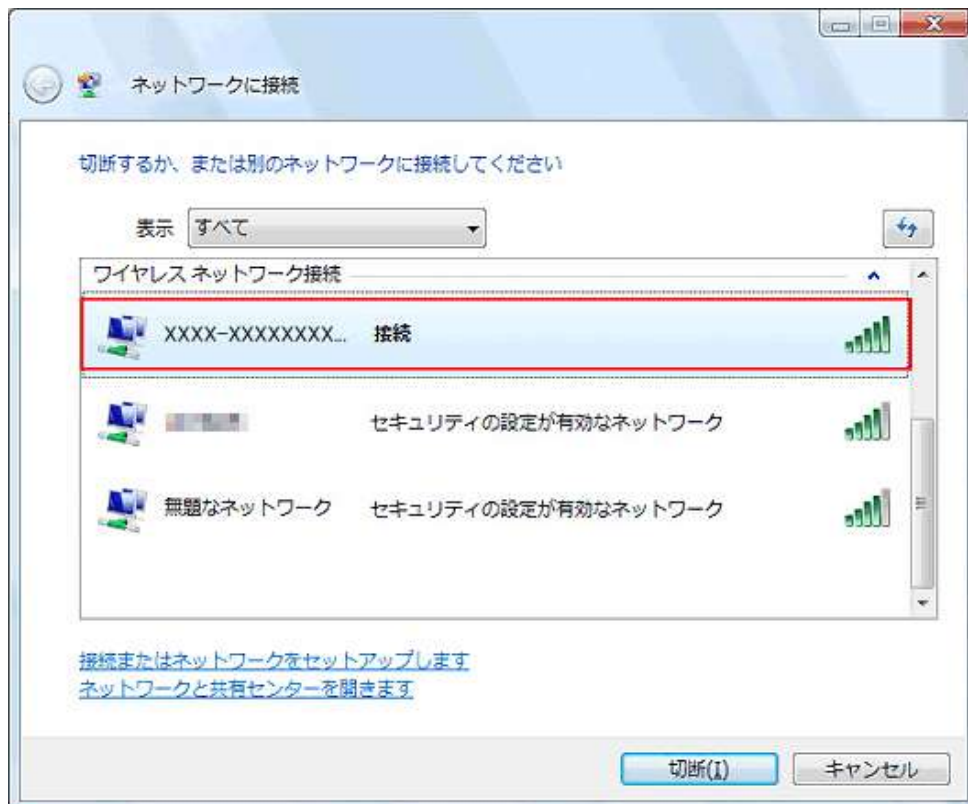 ネットワークに接続
切断するか、または別のネットワークに接続してください
表示 すべて
ワイヤレス ネットワーク接続
XXXX-XXXXXXXX... 接続
セキュリティの設定が有効なネットワーク
無題なネットワーク セキュリティの設定が有効なネットワーク
接続またはネットワークをセットアップします
ネットワークと共有センターを開きます
切断(I) キャンセル